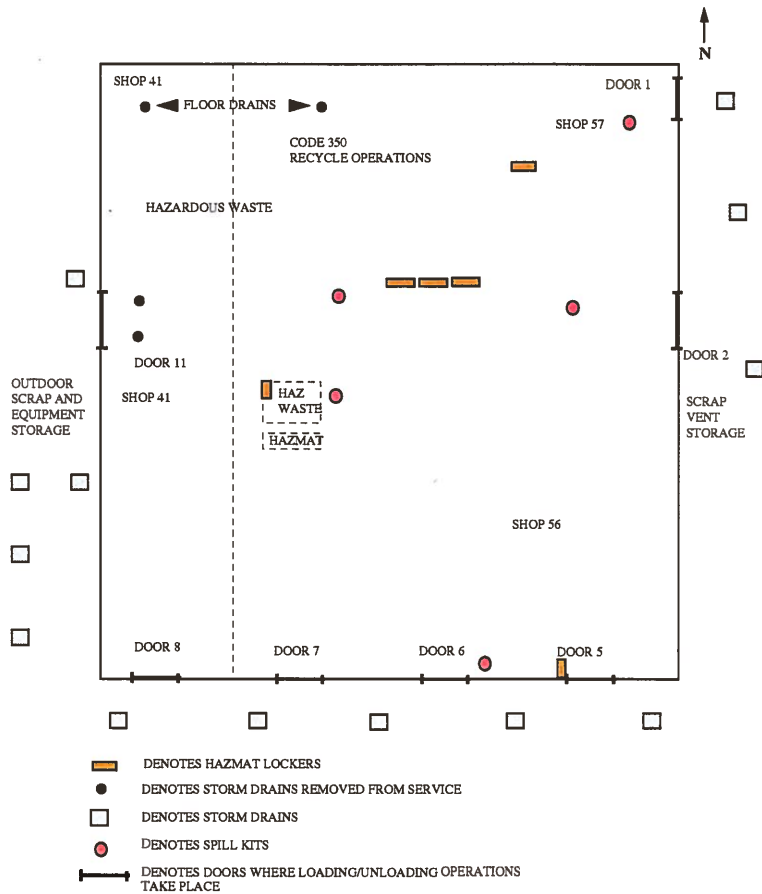 N
SHOP 41
DOOR 1
FLOOR DRAINS
SHOP 57
CODE 350
RECYCLE OPERATIONS
HAZARDOUS WASTE
DOOR 11
DOOR 2
OUTDOOR
SCRAP AND
EQUIPMENT
STORAGE
SHOP 41
HAZ
WASTE
SCRAP
VENT
STORAGE
HAZMAT
SHOP 56
DOOR 8
DOOR 7
DOOR 6
DOOR 5
DENOTES HAZMAT LOCKERS
DENOTES STORM DRAINS REMOVED FROM SERVICE
DENOTES STORM DRAINS
DENOTES SPILL KITS
DENOTES DOORS WHERE LOADING/UNLOADING OPERATIONS
TAKE PLACE